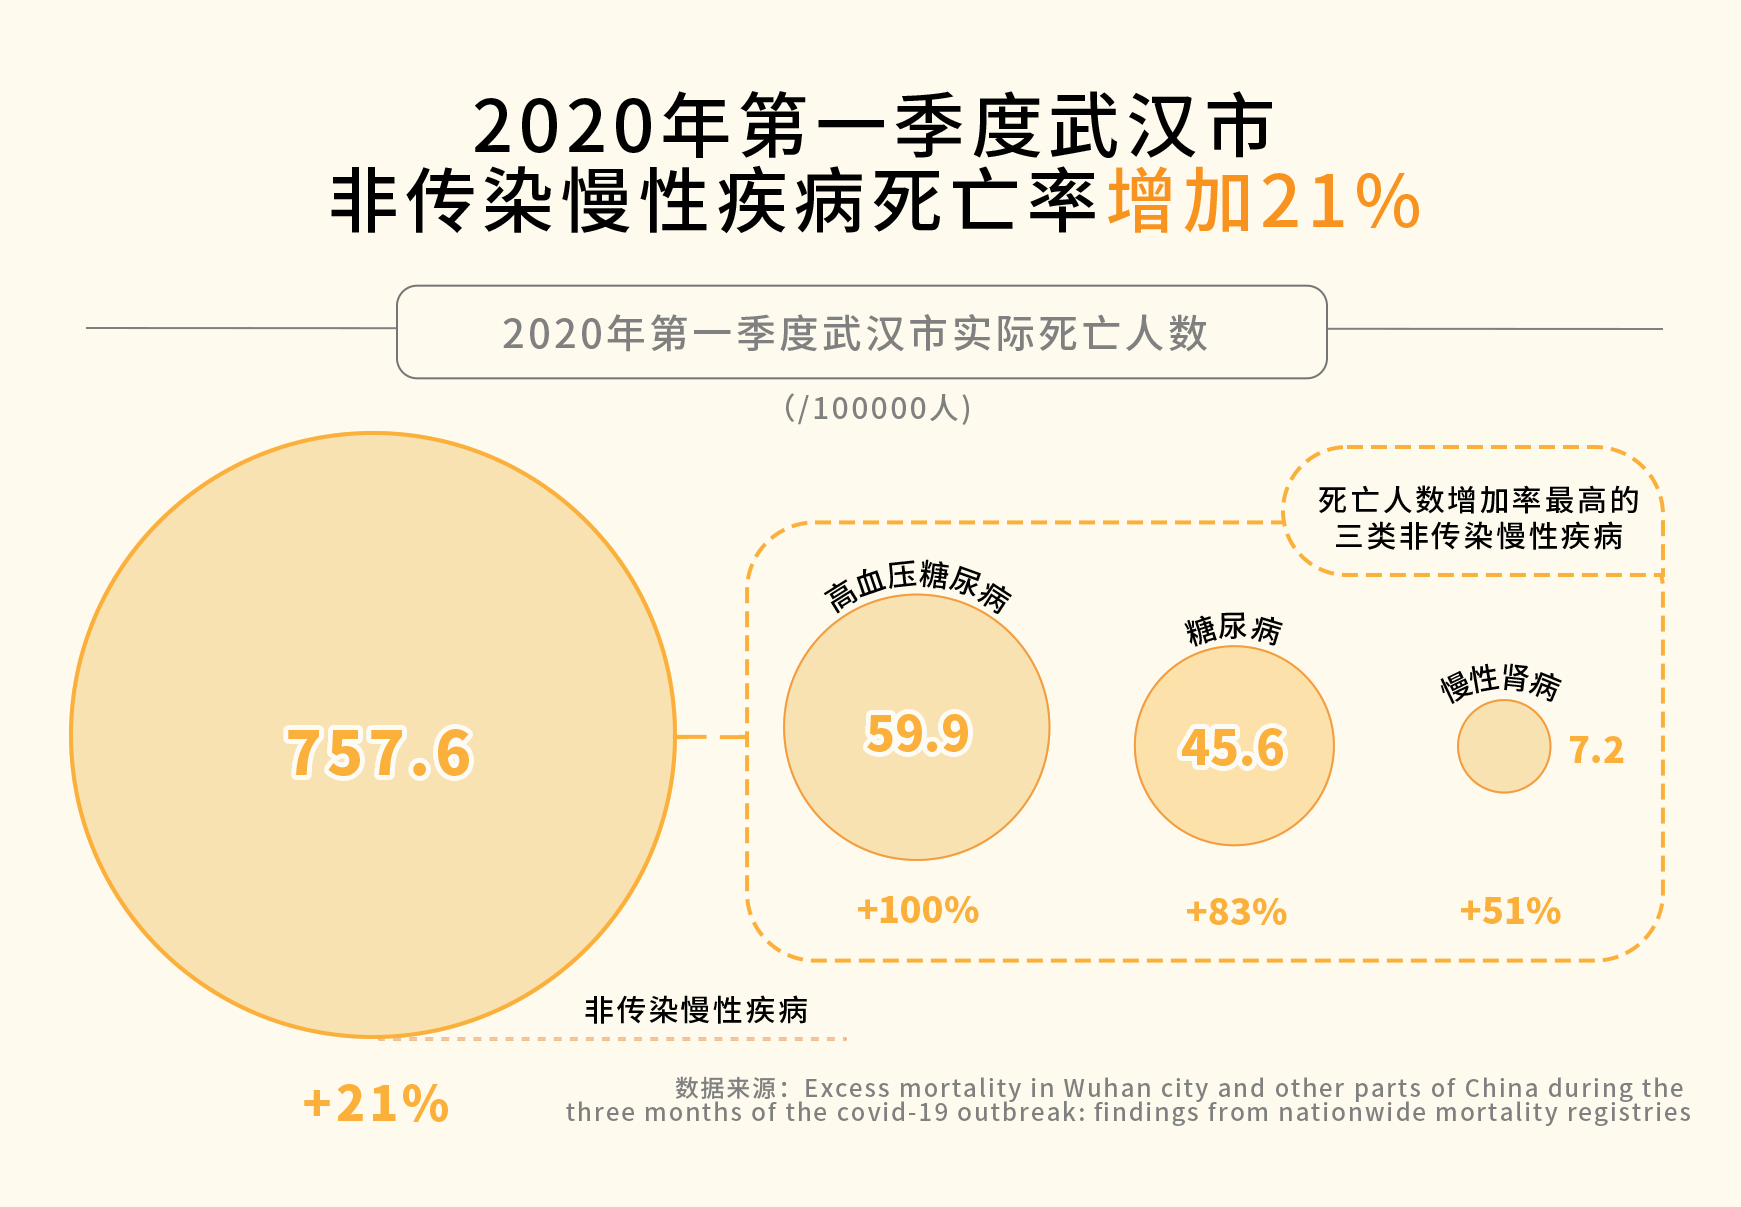 2020年第一季度武汉市
非传染慢性疾病死亡率增加21%
2020年第一季度武汉市实际死亡人数
（/100000人)
死亡人数增加率最高的
三类非传染慢性疾病
高血压糖尿病
糖尿病
慢性肾病
757.6
59.9
45.6
7.2
+100%
+83%
+51%
非传染慢性疾病
+21%
数据来源：Excess mortality in Wuhan city and other parts of China during the
three months of the covid-19 outbreak: findings from nationwide mortality registries